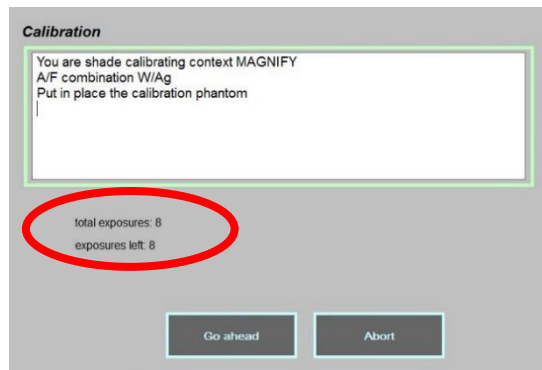 Calibration
You are shade calibrating context MAGNIFY
A/F combination W/Ag
Put in place the calibration phantom
total exposures: 8
exposures left: 8
Go ahead
Abort